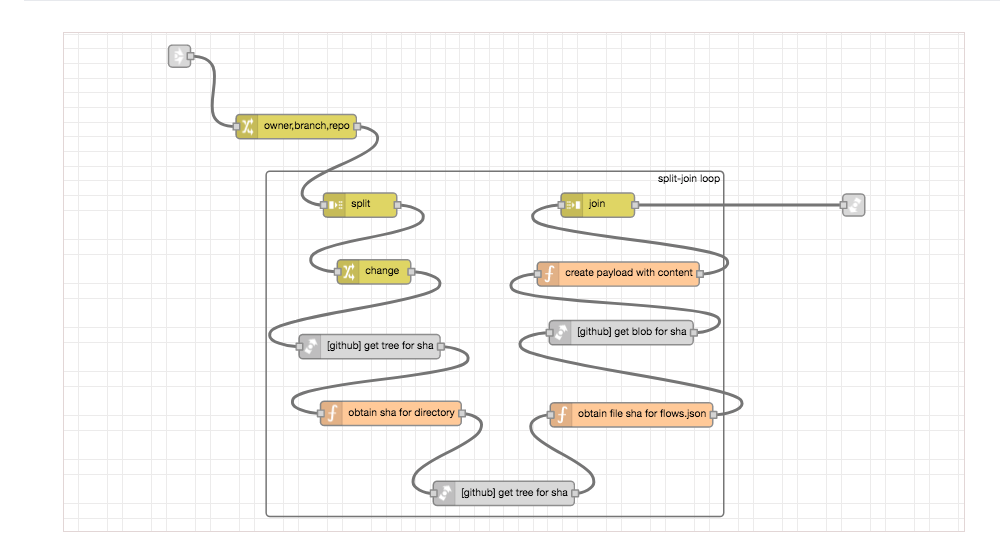 owner,branch,repo
split-join loop
split
join
change
create payload with content
[github] get tree for sha
[github] get blob for sha
obtain sha for directory
obtain file sha for flows.json
[github] get tree for sha